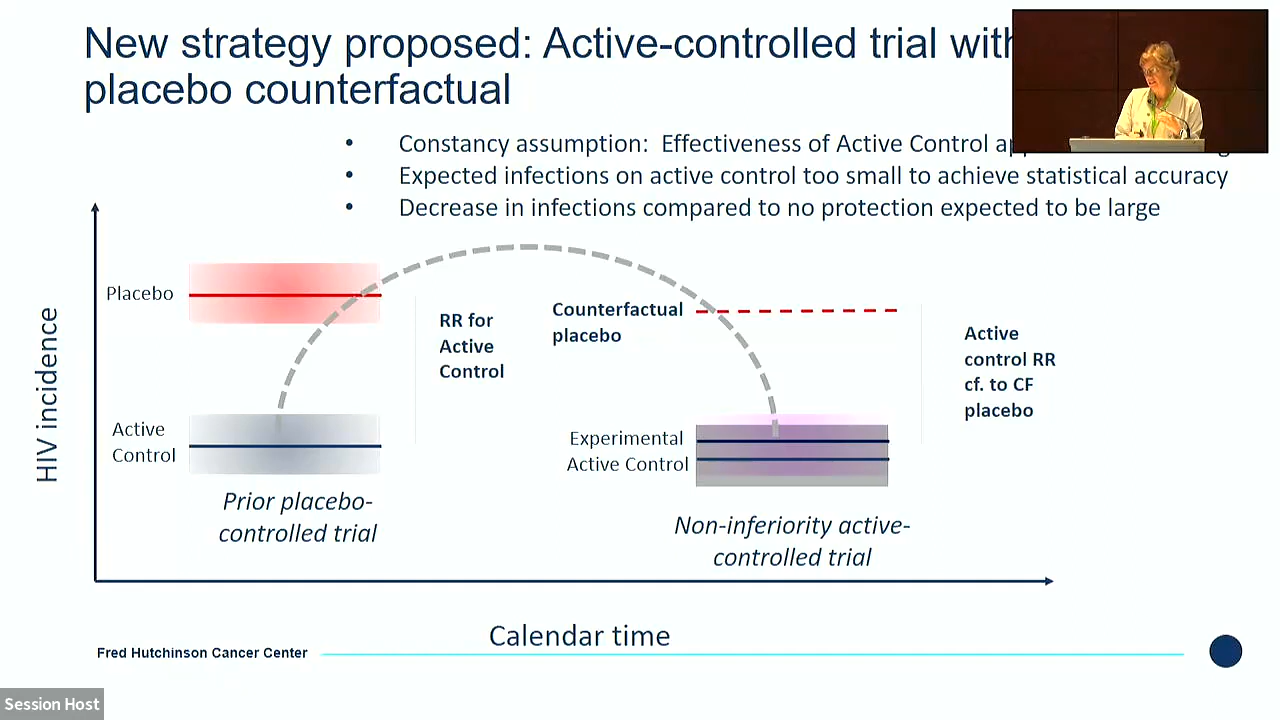 New strategy proposed: Active-controlled trial with
placebo counterfactual
• Constancy assumption: Effectiveness of Active Control
• Expected infections on active control too small to achieve statistical accuracy
• Decrease in infections compared to no protection expected to be large
HIV incidence
Placebo
RR for
Active
Control
Active
Control
Prior placebo-
controlled trial
Counterfactual
placebo
Active
control RR
cf. to CF
placebo
Experimental
Active Control
Non-inferiority active-
controlled trial
Calendar time
Fred Hutchinson Cancer Center
Session Host